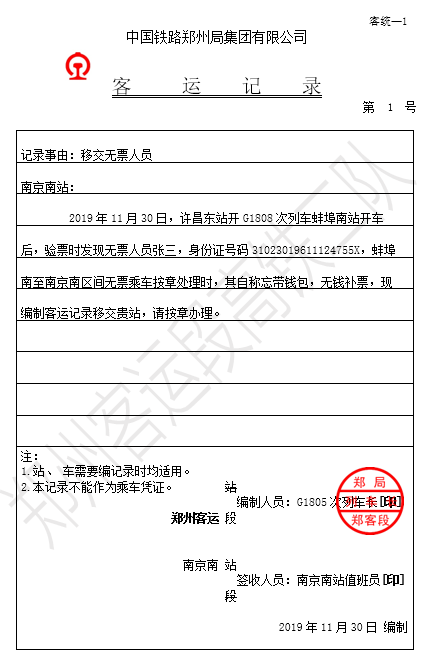 客统—1
中国铁路郑州局集团有限公司
客 运 记 录
第 1 号
记录事由：移交无票人员
南京南站：
2019 年 11 月 30 日，许昌东站开 G1808 次列车蚌埠南站开车
后，验票时发现无票人员张三，身份证号码 31023019611124755X，蚌埠
南至南京南区间无票乘车按章处理时，其自称忘带钱包，无钱补票，现
编制客运记录移交贵站，请按章办理。
注：
1.站、 车需要编记录时均适用。
2.本记录不能作为乘车凭证。
站
编制人员：G1805 次列车长[印]
郑州客运 段
郑 局
郑客段
南京南 站
签收人员：南京南站值班员[印]
段
2019 年 11 月 30 日 编制
郑州客运段高铁二队